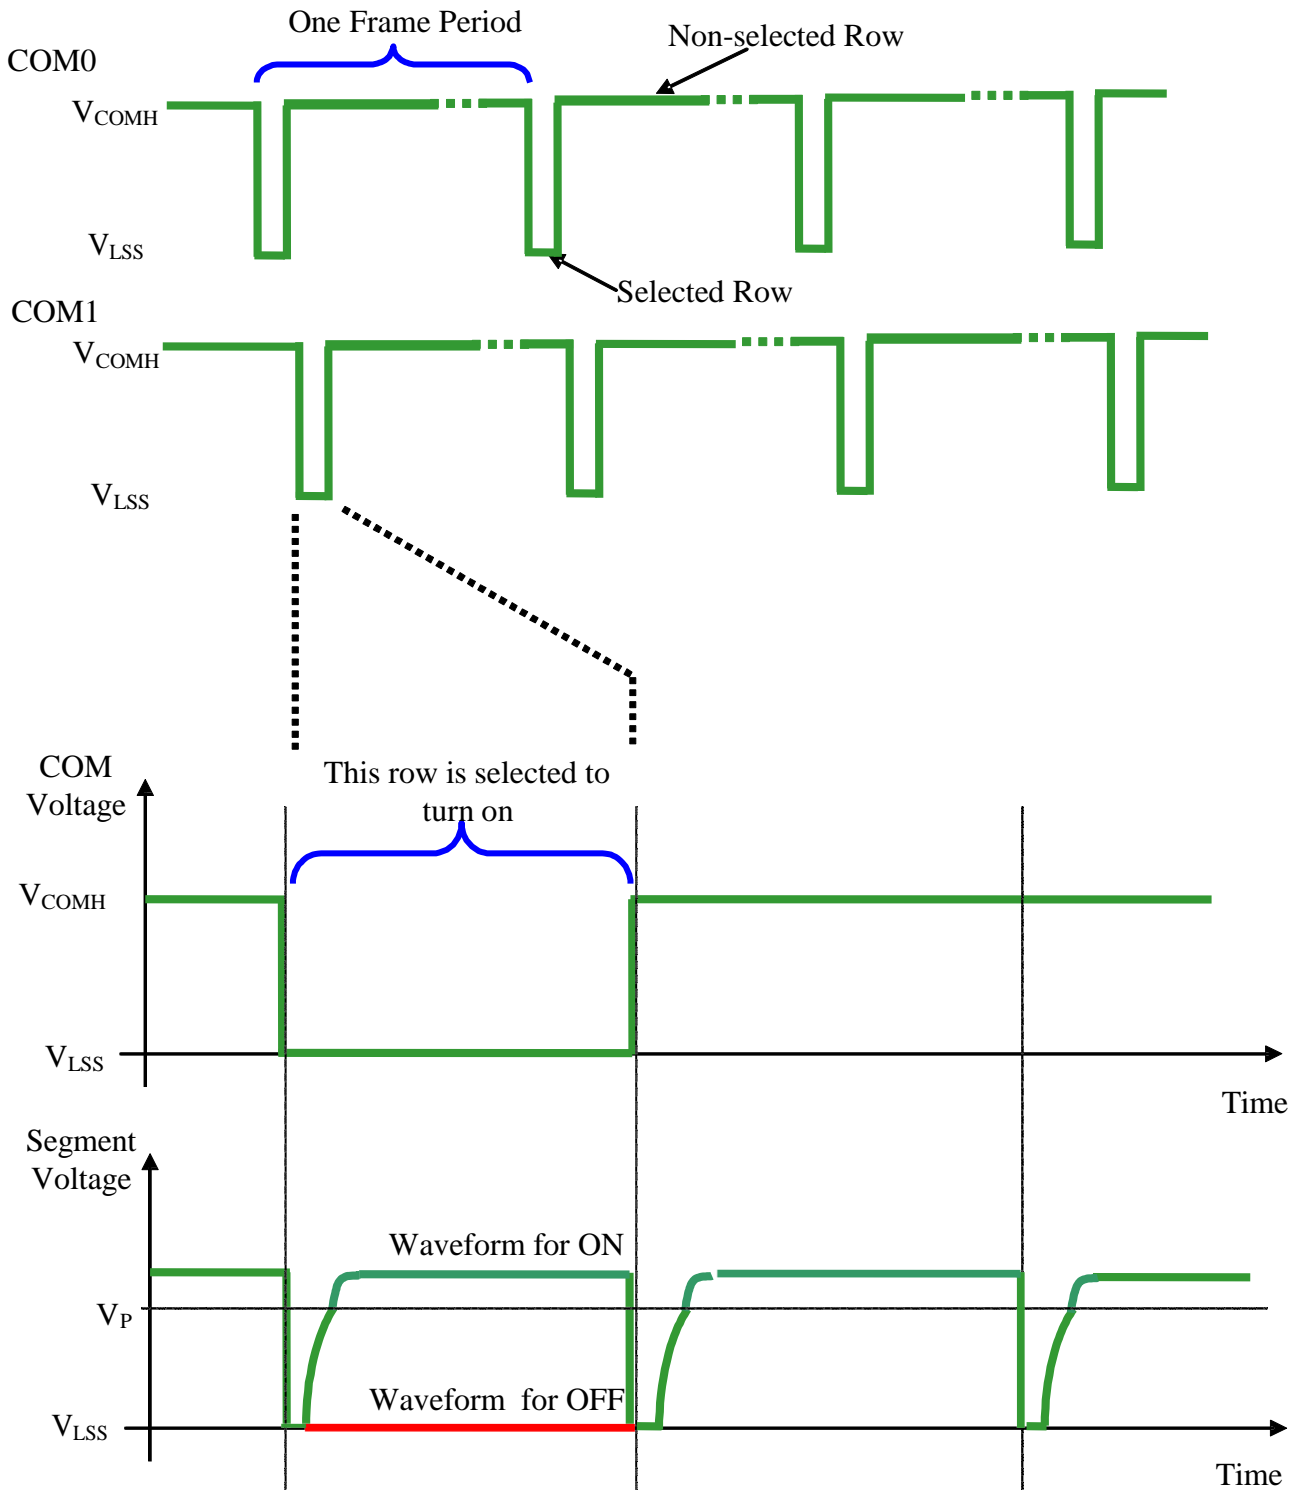 One Frame Period
Non-selected Row
COM0
VCOMH
VLSS
Selected Row
COM1
VCOMH
VLSS
COM
Voltage
This row is selected to
turn on
VCOMH
VLSS
Time
Segment
Voltage
Waveform for ON
VP
Waveform for OFF
VLSS
Time